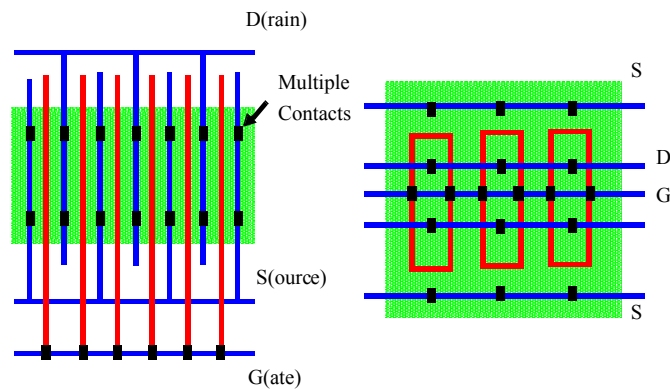 D(rain)
Multiple
Contacts
S(ource)
G(ate)
S
D
G
S